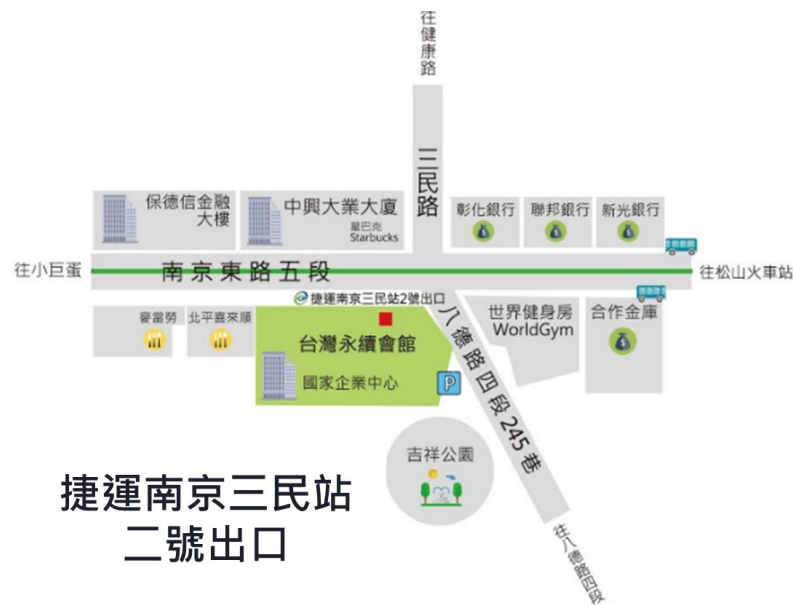 往健康路
三民路
保德信金融
大樓
中興大業大廈
星巴克
Starbucks
彰化銀行
聯邦銀行
新光銀行
往小巨蛋
南京東路五段
往松山火車站
捷運南京三民站2號出口
麥當勞
北平喜來順
台灣永續會館
國家企業中心
P
八德路四段245巷
世界健身房
WorldGym
合作金庫
吉祥公園
往八德路四段
捷運南京三民站
二號出口